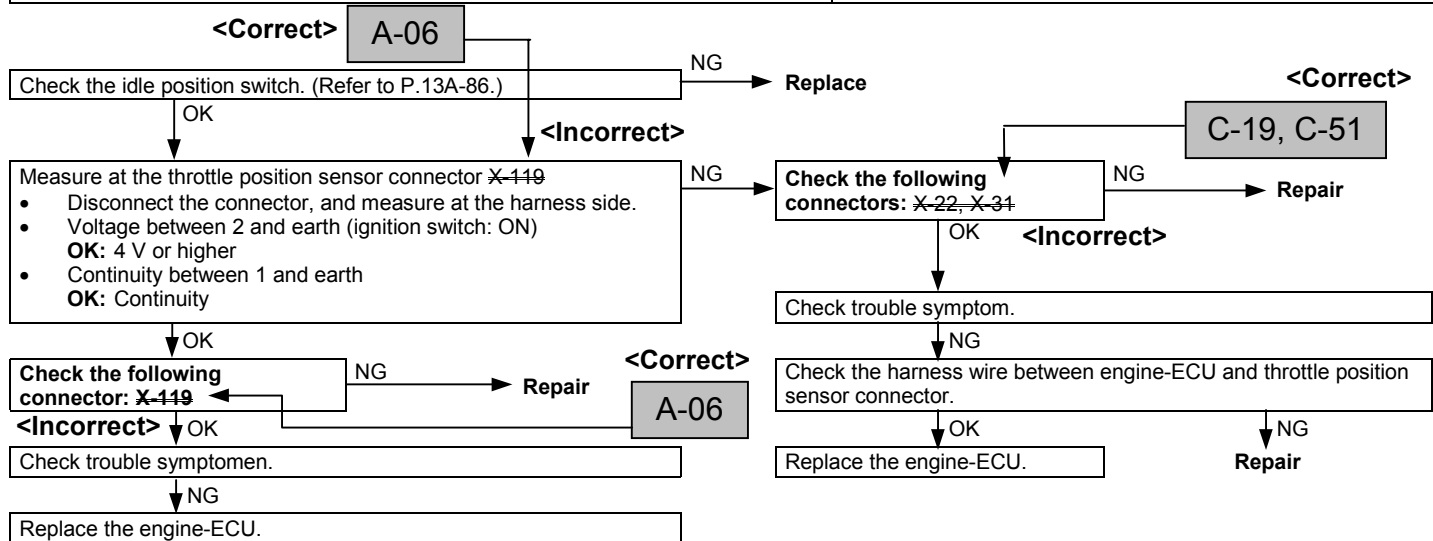 <Correct>
A-06
Check the idle position switch. (Refer to P.13A-86.)
NG
Replace
OK
<Incorrect>
Measure at the throttle position sensor connector X-119
• Disconnect the connector, and measure at the harness side.
• Voltage between 2 and earth (ignition switch: ON)
OK: 4 V or higher
• Continuity between 1 and earth
OK: Continuity
NG
<Correct>
C-19, C-51
Check the following
connectors: X-22, X-31
NG
Repair
OK
<Incorrect>
Check trouble symptom.
NG
Check the harness wire between engine-ECU and throttle position
sensor connector.
OK
NG
Replace the engine-ECU.
Repair
OK
Check the following
connector: X-119
NG
Repair
<Correct>
A-06
<Incorrect>
OK
Check trouble symptomen.
NG
Replace the engine-ECU.